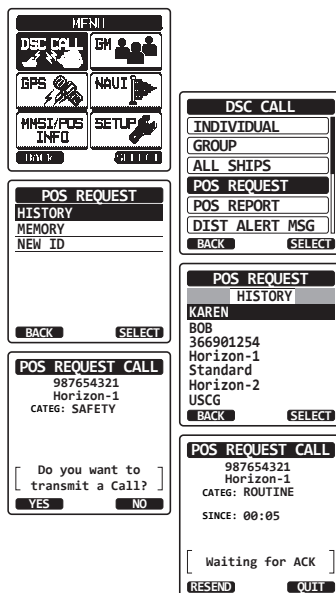 MENU
DSC CALL
GM
GPS
NAVI
MMSI/POS
INFO
SETUP
BACK
SELECT
DSC CALL
INDIVIDUAL
GROUP
ALL SHIPS
POS REQUEST
POS REPORT
DIST ALERT MSG
BACK
SELECT
POS REQUEST
HISTORY
MEMORY
NEW ID
BACK
SELECT
POS REQUEST
HISTORY
KAREN
BOB
366901254
Horizon-1
Standard
Horizon-2
USCG
BACK
SELECT
POS REQUEST CALL
987654321
Horizon-1
CATEG: SAFETY
Do you want to
transmit a Call?
YES
NO
POS REQUEST CALL
987654321
Horizon-1
CATEG: ROUTINE
SINCE: 00:05
Waiting for ACK
RESEND
QUIT